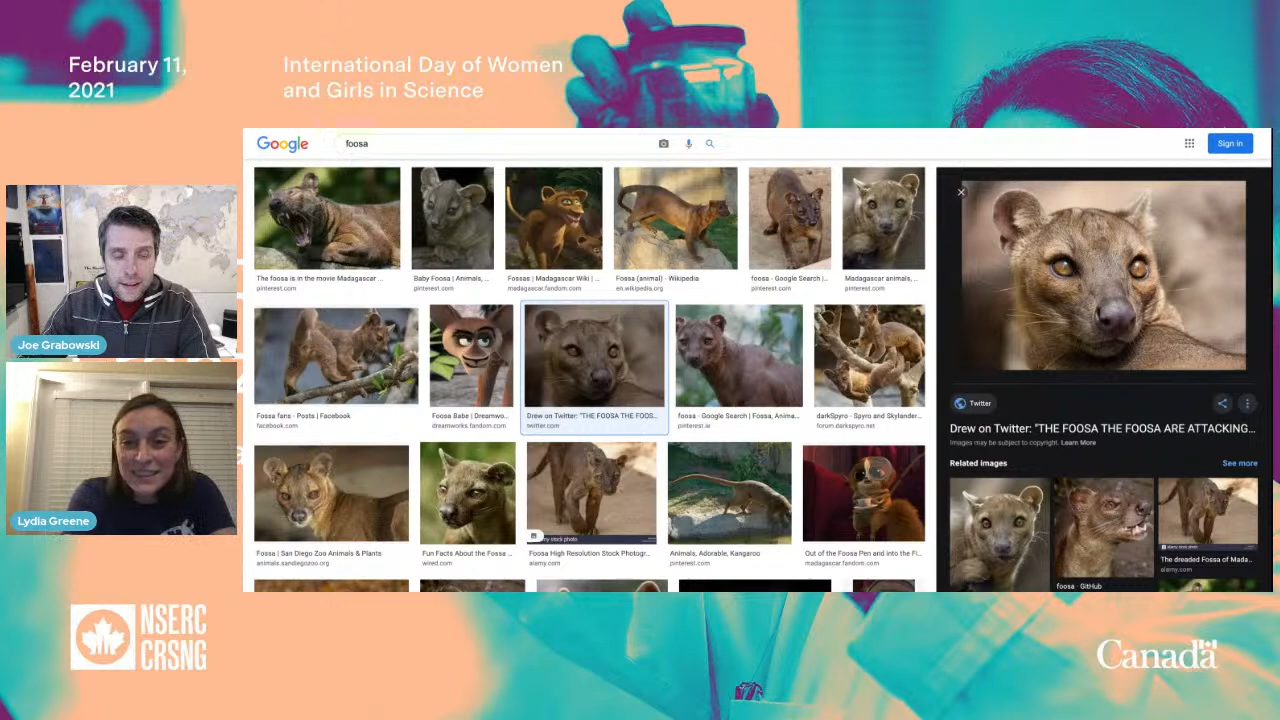 February 11,
2021
International Day of Women
and Girls in Science
Google
foosa
Sign in
The foosa is in the movie Madagascar ...
pinterest.com
Baby Foosa | Animals, ...
pinterest.com
Fossas | Madagascar Wiki | ...
madagascar.fandom.com
Fossa (animal) - Wikipedia
en.wikipedia.org
foosa - Google Search |...
pinterest.com
Madagascar animals, ...
pinterest.com
Foosa fans - Posts | Facebook
facebook.com
Foosa Babe | Dreamwo...
dreamworks.fandom.com
Drew on Twitter: "THE FOOSA THE FOOS...
twitter.com
foosa - Google Search | Fossa, Anima...
pinterest.ie
darkSpyro - Spyro and Skylander...
forum.darkspyro.net
Fossa | San Diego Zoo Animals & Plants
animals.sandiegozoo.org
Fun Facts About the Fossa ...
wired.com
Foosa High Resolution Stock Photogr...
alamy.com
Animals, Adorable, Kangaroo
pinterest.com
Out of the Foosa Pen and into the Fi...
madagascar.fandom.com
Twitter
Drew on Twitter: "THE FOOSA THE FOOSA ARE ATTACKING...
Images may be subject to copyright. Learn More
Related images
See more
foosa · GitHub
The dreaded Foosa of Mada...
alamy.com
Joe Grabowski
Lydia Greene
NSERC
CRSNG
Canada